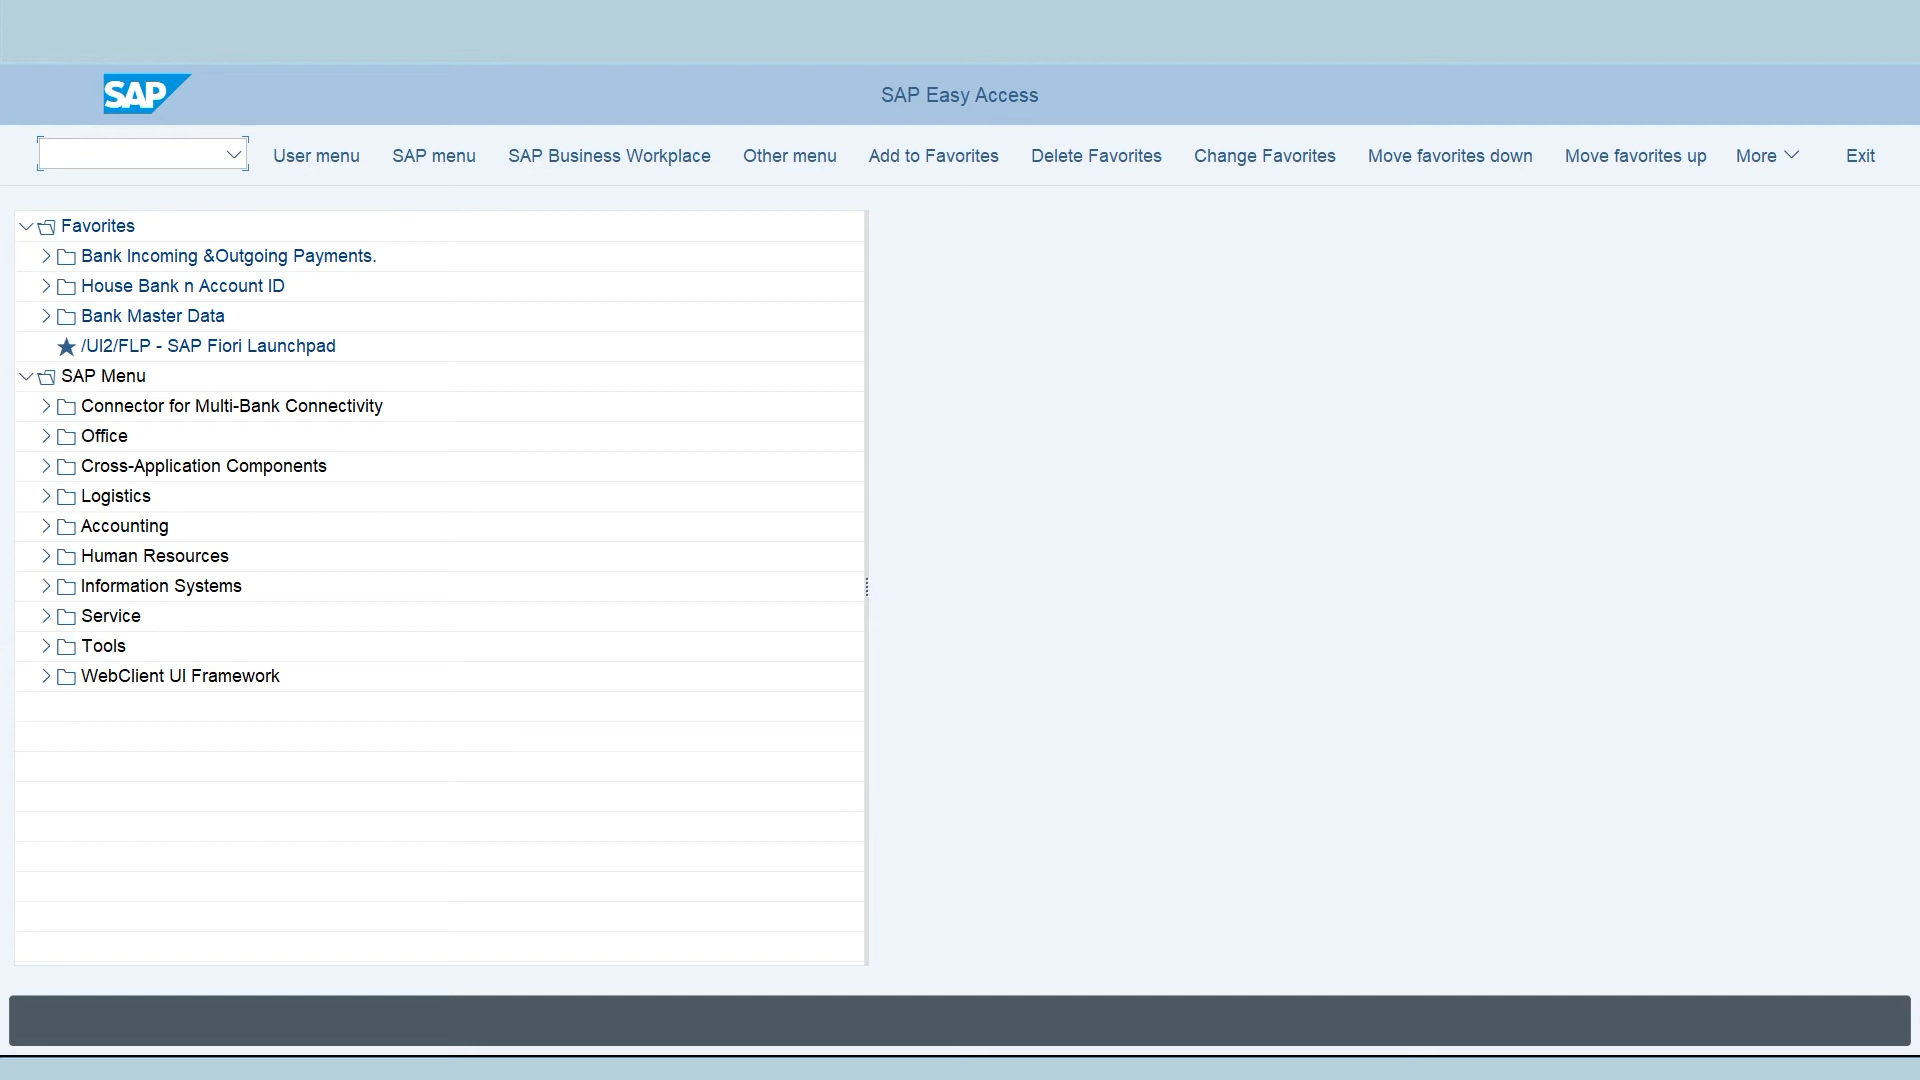 SAP
SAP Easy Access
User menu SAP menu SAP Business Workplace Other menu Add to Favorites Delete Favorites Change Favorites Move favorites down Move favorites up More Exit
Favorites
Bank Incoming &Outgoing Payments.
House Bank n Account ID
Bank Master Data
/UI2/FLP - SAP Fiori Launchpad
SAP Menu
Connector for Multi-Bank Connectivity
Office
Cross-Application Components
Logistics
Accounting
Human Resources
Information Systems
Service
Tools
WebClient UI Framework